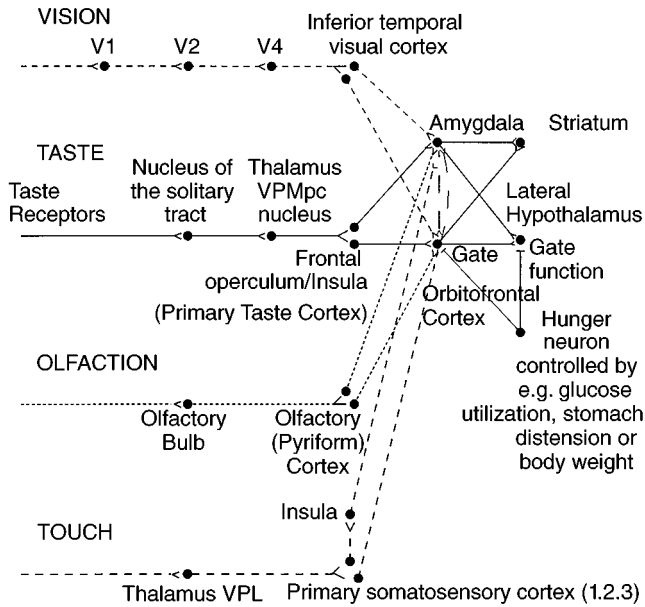 VISION
V1
V2
V4
Inferior temporal
visual cortex
Amygdala
Striatum
TASTE
Taste
Receptors
Nucleus of
the solitary
tract
Thalamus
VPMpc
nucleus
Frontal
operculum/Insula
(Primary Taste Cortex)
Lateral
Hypothalamus
Gate
Gate
function
Orbitofrontal
Cortex
Hunger
neuron
controlled by
e.g. glucose
utilization, stomach
distension or
body weight
OLFACTION
Olfactory
Bulb
Olfactory
(Pyriform)
Cortex
Insula
TOUCH
Thalamus VPL
Primary somatosensory cortex (1.2.3)